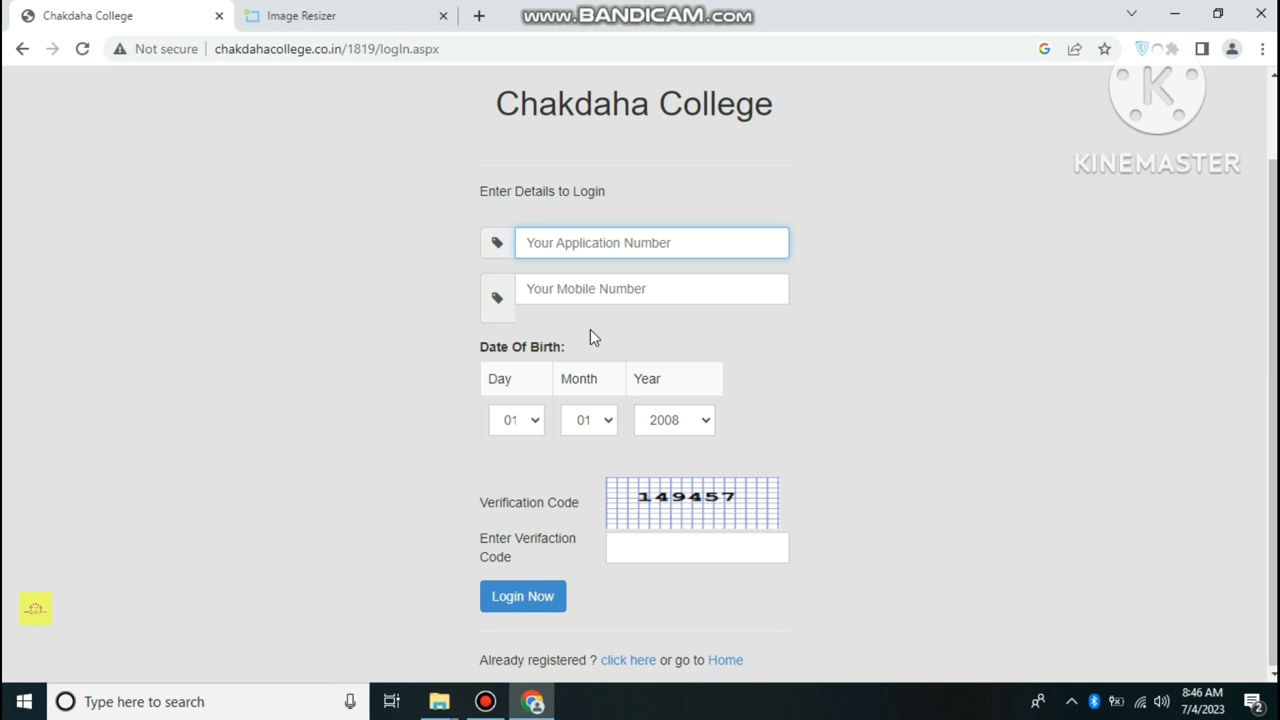 Chakdaha College
Image Resizer
www.BANDICAM.com
Not secure
chakdahacollege.co.in/1819/logIn.aspx
K
KINEMASTER
Chakdaha College
Enter Details to Login
Your Application Number
Your Mobile Number
Date Of Birth:
Day Month Year
01 01 2008
Verification Code
149457
Enter Verifaction
Code
Login Now
Already registered ? click here or go to Home
Type here to search
8:46 AM
7/4/2023
2